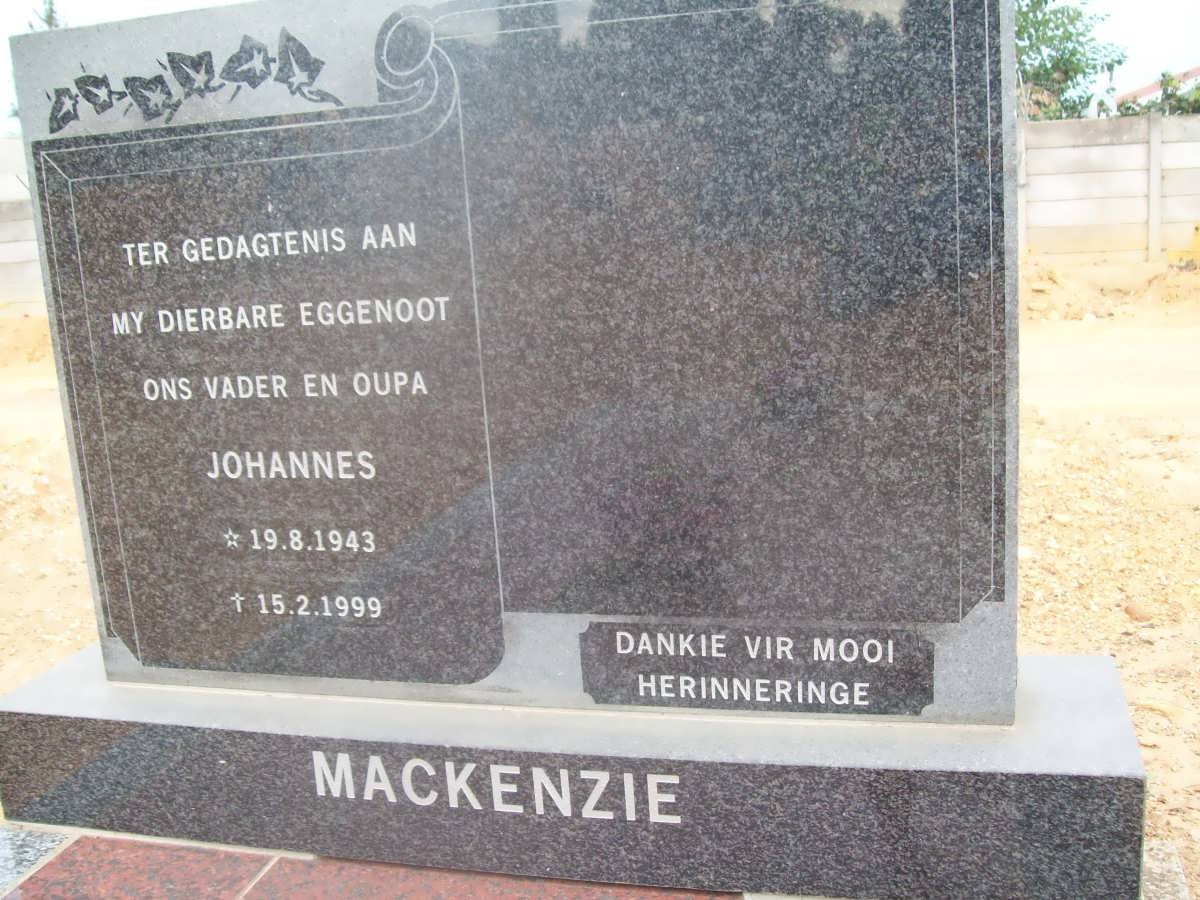 TER GEDAGTENIS AAN
MY DIERBARE EGGENOOT
ONS VADER EN OUPA
JOHANNES
☆ 19.8.1943
† 15.2.1999
DANKIE VIR MOOI
HERINNERINGE
MACKENZIE